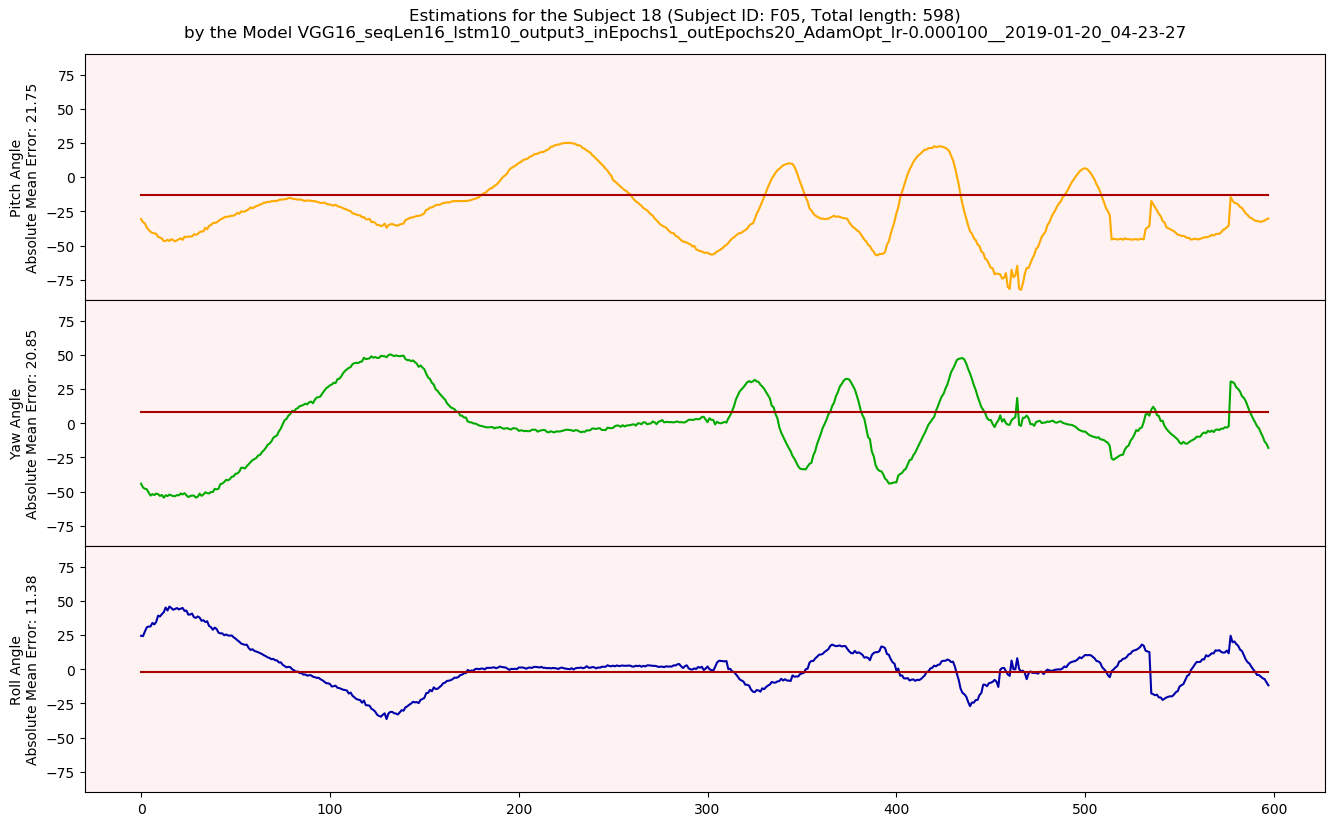 Estimations for the Subject 18 (Subject ID: F05, Total length: 598)
by the Model VGG16_seqLen16_lstm10_output3_inEpochs1_outEpochs20_AdamOpt_lr-0.000100__2019-01-20_04-23-27
Pitch Angle
Absolute Mean Error: 21.75
75
50
25
0
−25
−50
−75
Yaw Angle
Absolute Mean Error: 20.85
75
50
25
0
−25
−50
−75
Roll Angle
Absolute Mean Error: 11.38
75
50
25
0
−25
−50
−75
0 100 200 300 400 500 600